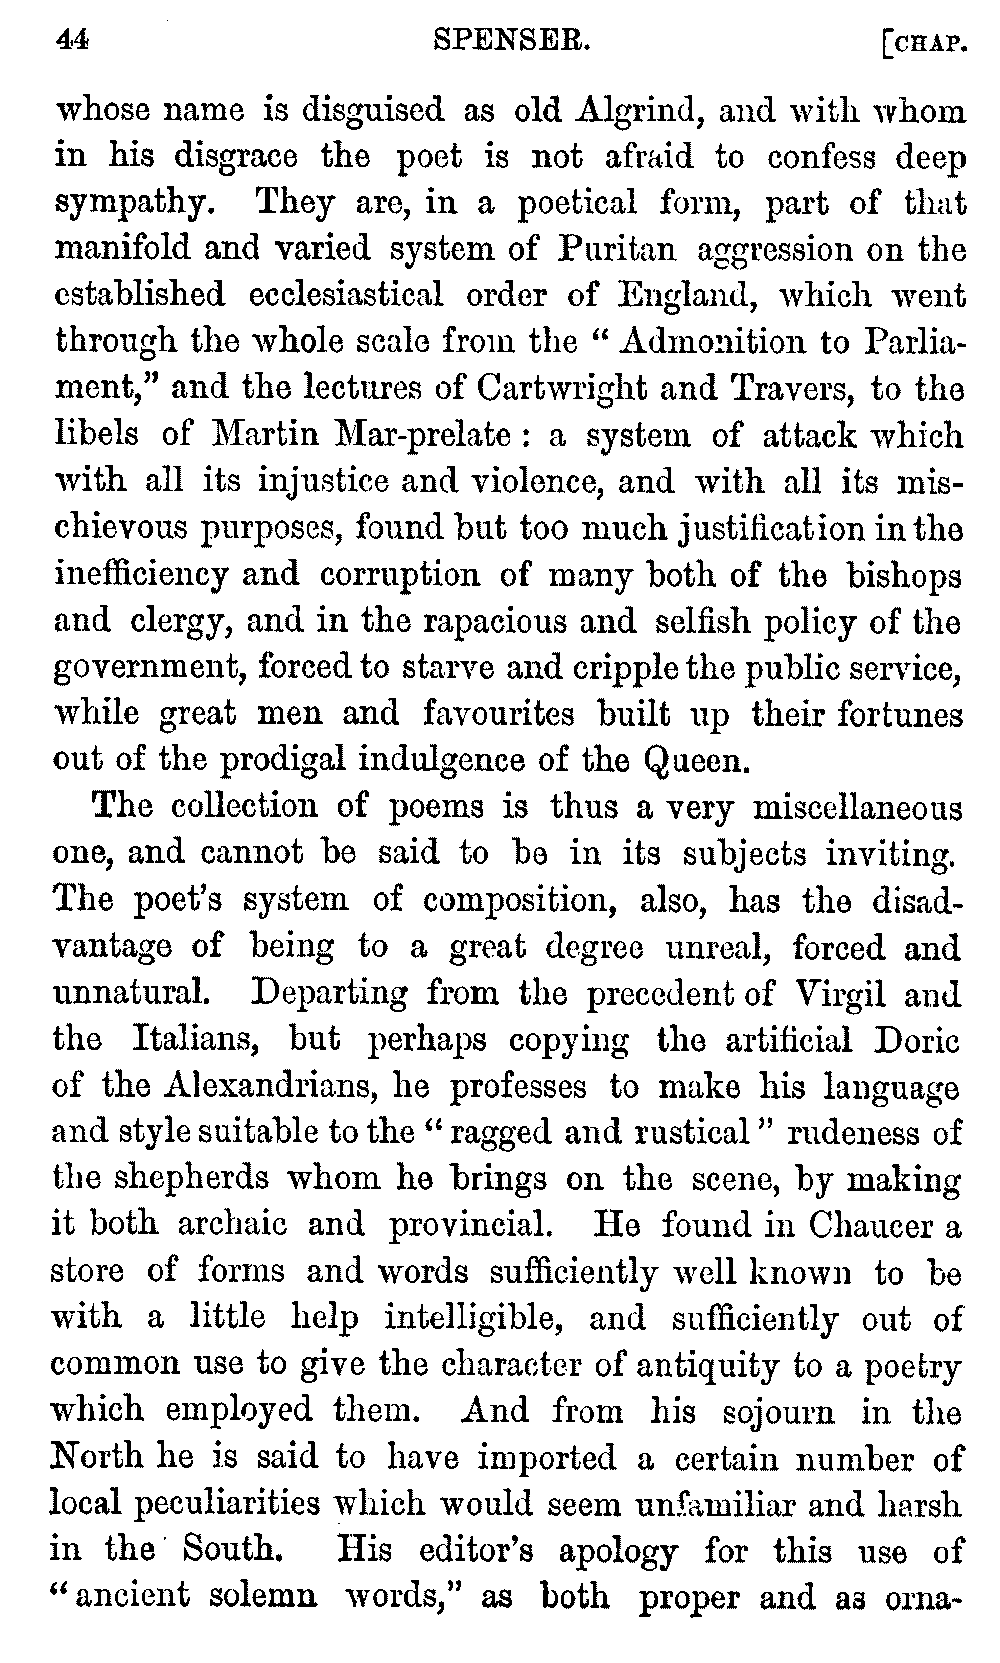 44 SPENSER. [CHAP.
whose name is disguised as old Algrind, and with whom
in his disgrace the poet is not afraid to confess deep
sympathy. They are, in a poetical form, part of that
manifold and varied system of Puritan aggression on the
established ecclesiastical order of England, which went
through the whole scale from the “ Admonition to Parlia-
ment,” and the lectures of Cartwright and Travers, to the
libels of Martin Mar-prelate : a system of attack which
with all its injustice and violence, and with all its mis-
chievous purposes, found but too much justification in the
inefficiency and corruption of many both of the bishops
and clergy, and in the rapacious and selfish policy of the
government, forced to starve and cripple the public service,
while great men and favourites built up their fortunes
out of the prodigal indulgence of the Queen.
The collection of poems is thus a very miscellaneous
one, and cannot be said to be in its subjects inviting.
The poet’s system of composition, also, has the disad-
vantage of being to a great degree unreal, forced and
unnatural. Departing from the precedent of Virgil and
the Italians, but perhaps copying the artificial Doric
of the Alexandrians, he professes to make his language
and style suitable to the “ ragged and rustical ” rudeness of
the shepherds whom he brings on the scene, by making
it both archaic and provincial. He found in Chaucer a
store of forms and words sufficiently well known to be
with a little help intelligible, and sufficiently out of
common use to give the character of antiquity to a poetry
which employed them. And from his sojourn in the
North he is said to have imported a certain number of
local peculiarities which would seem unfamiliar and harsh
in the South. His editor’s apology for this use of
“ ancient solemn words,” as both proper and as orna-